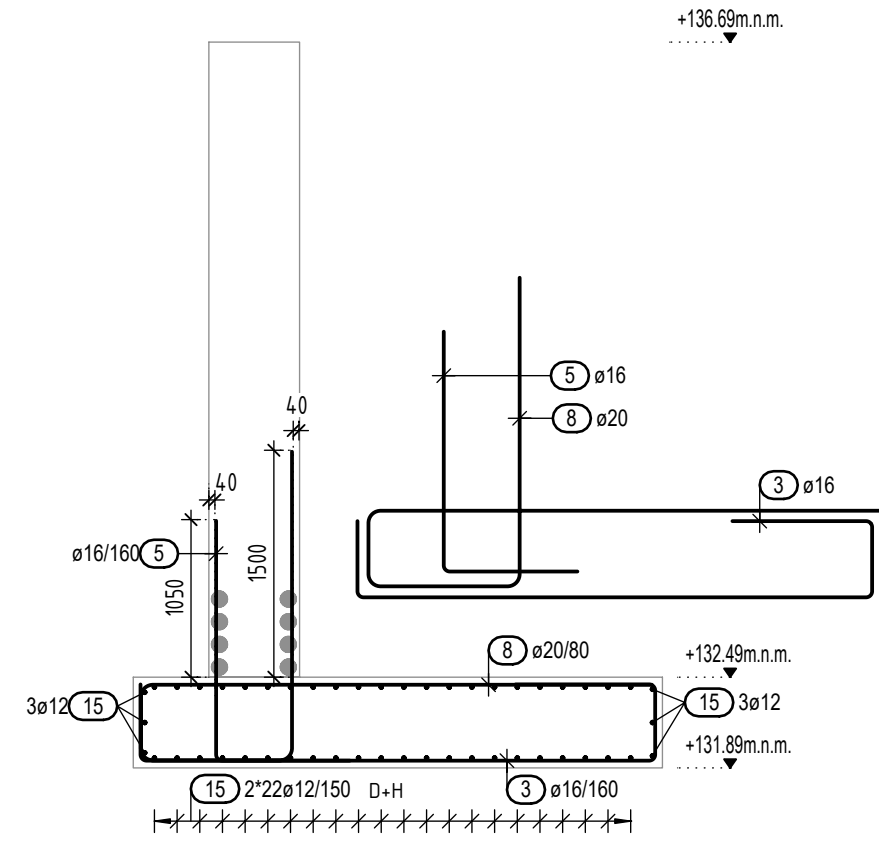 +136.69m.n.m.
5 ø16
8 ø20
40
40
3 ø16
ø16/160 5
1050
1500
8 ø20/80
+132.49m.n.m.
3ø12 15
15 3ø12
+131.89m.n.m.
15 2*22ø12/150 D+H
3 ø16/160